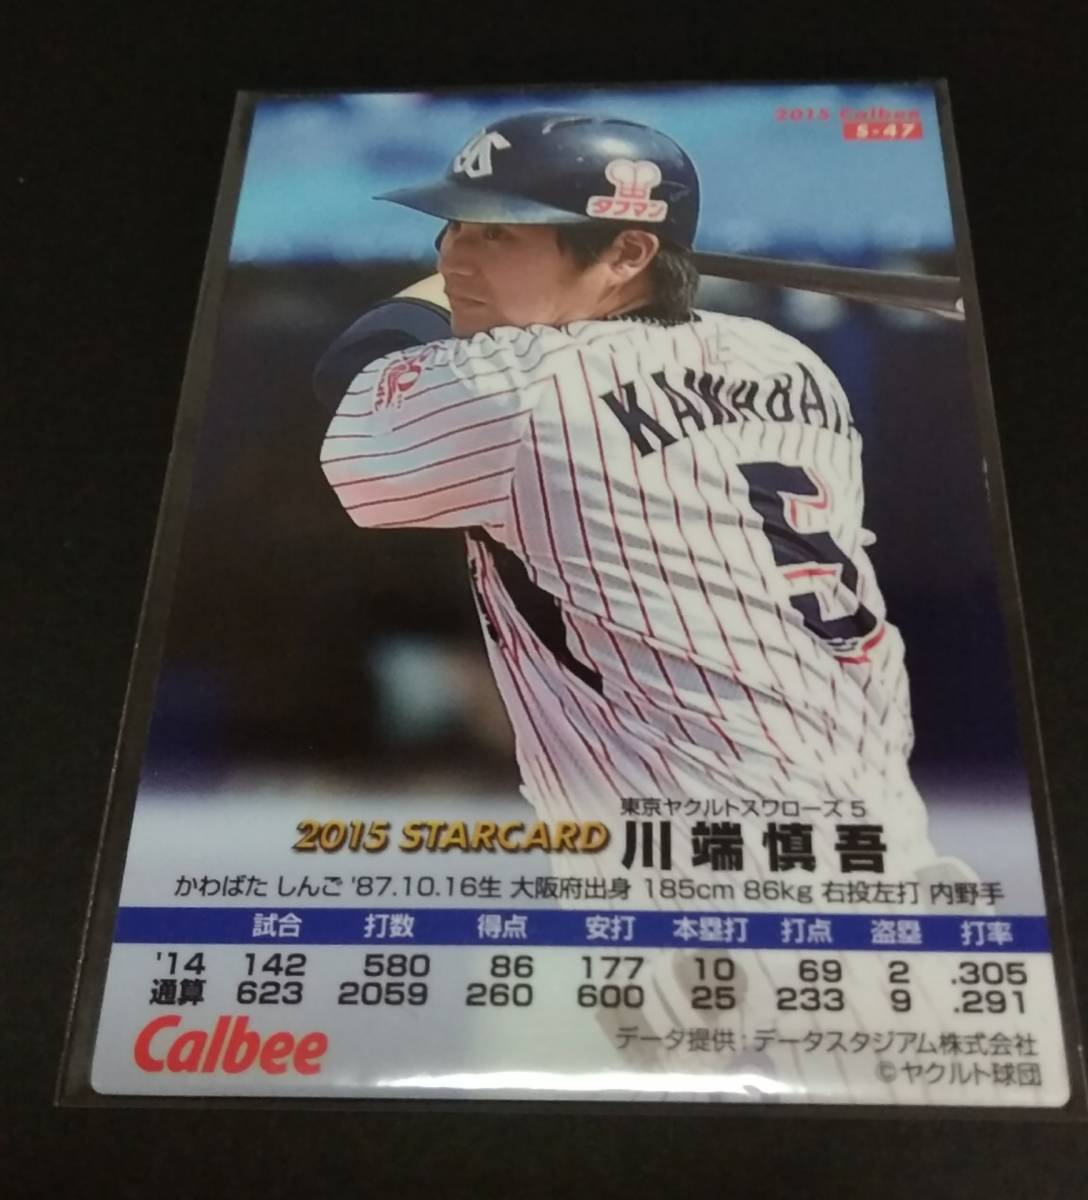 2015 Calbee
S-47
タフマン
5
東京ヤクルトスワローズ 5
2015 STARCARD 川端慎吾
かわばた しんご '87.10.16生 大阪府出身 185cm 86kg 右投左打 内野手
試合 打数 得点 安打 本塁打 打点 盗塁 打率
'14 142 580 86 177 10 69 2 .305
通算 623 2059 260 600 25 233 9 .291
Calbee
データ提供:データスタジアム株式会社
©ヤクルト球団